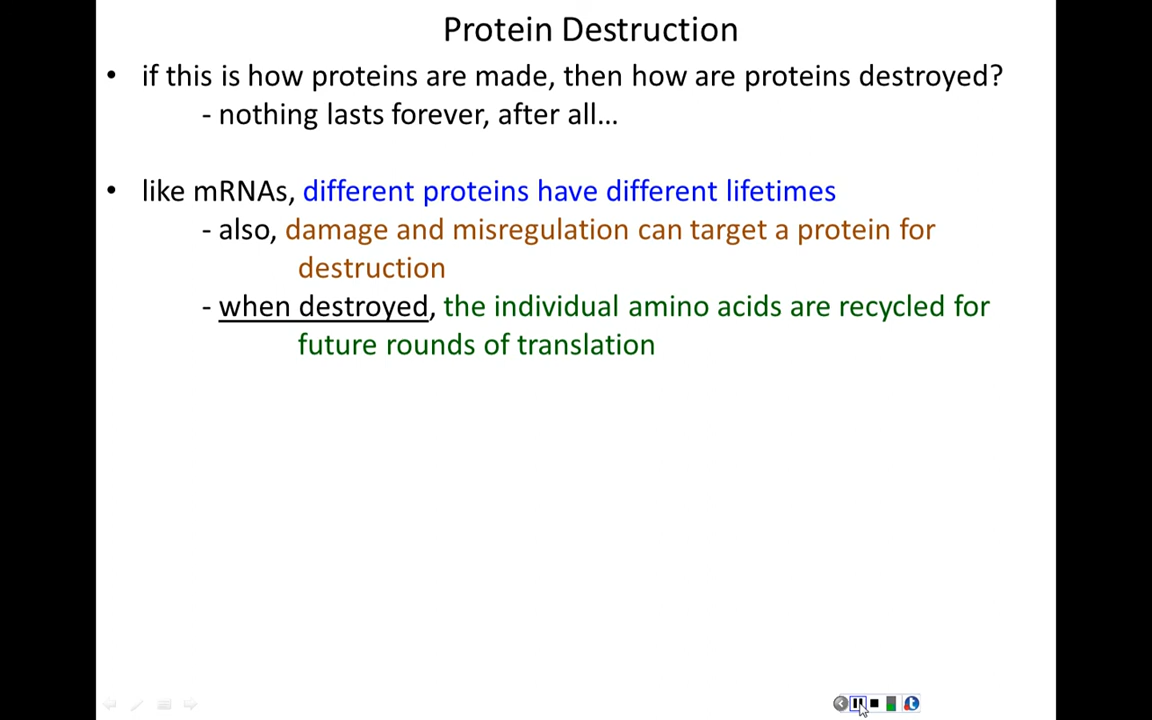 Protein Destruction
• if this is how proteins are made, then how are proteins destroyed?
- nothing lasts forever, after all…
• like mRNAs, different proteins have different lifetimes
- also, damage and misregulation can target a protein for
destruction
- when destroyed, the individual amino acids are recycled for
future rounds of translation